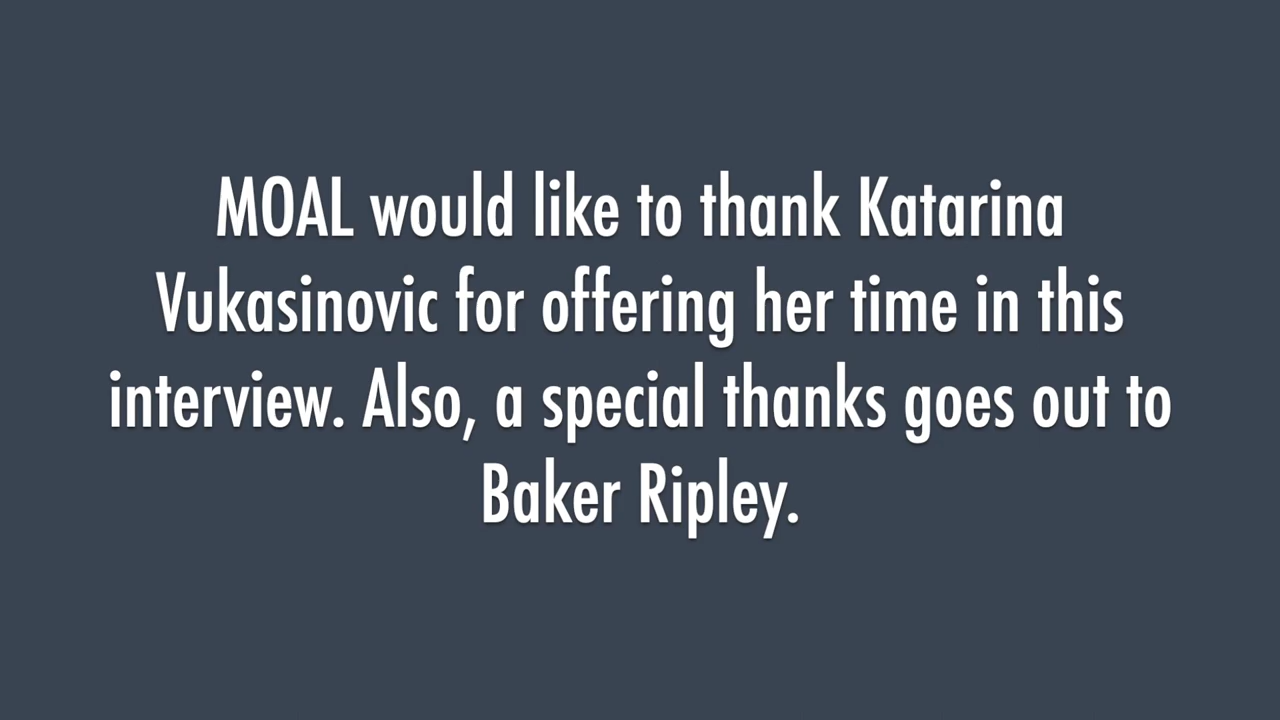 MOAL would like to thank Katarina
Vukasinovic for offering her time in this
interview. Also, a special thanks goes out to
Baker Ripley.